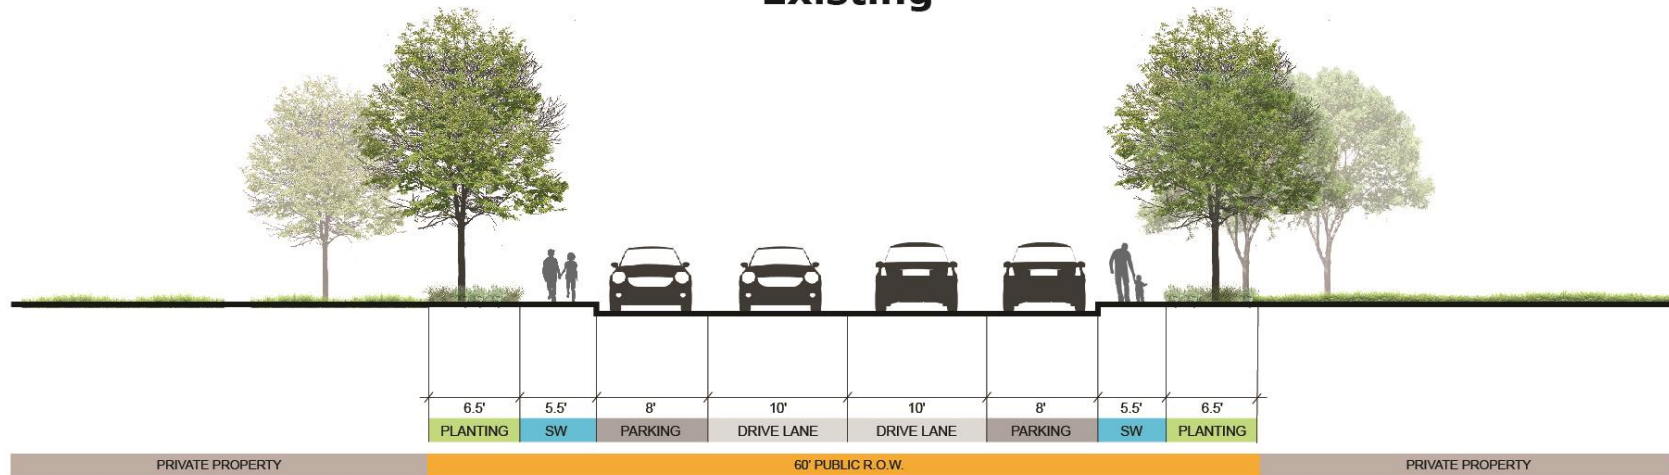 Existing
6.5' 5.5' 8' 10' 10' 8' 5.5' 6.5'
PLANTING SW PARKING DRIVE LANE DRIVE LANE PARKING SW PLANTING
PRIVATE PROPERTY 60' PUBLIC R.O.W. PRIVATE PROPERTY